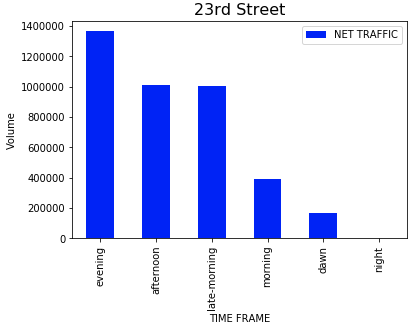 23rd Street
NET TRAFFIC
1400000
1200000
1000000
800000
600000
400000
200000
0
Volume
evening
afternoon
late-morning
morning
dawn
night
TIME FRAME